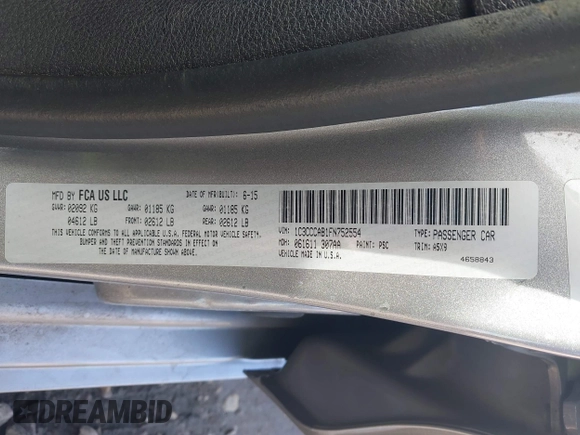 MFD BY FCA US LLC DATE OF MFR(BUILT): 6-15
GVWR: 02092 KG GAWR: 01185 KG GAWR: 01185 KG
04612 LB FRONT: 02612 LB REAR: 02612 LB
THIS VEHICLE CONFORMS TO ALL APPLICABLE U.S.A. FEDERAL MOTOR VEHICLE SAFETY,
BUMPER AND THEFT PREVENTION STANDARDS IN EFFECT ON
THE DATE OF MANUFACTURE SHOWN ABOVE.
VIN: 1C3CCCAB1FN752554 TYPE: PASSENGER CAR
MDH: 061611 307AA PAINT: PSC TRIM: A5X9
VEHICLE MADE IN U.S.A.
4658843
DREAMBID